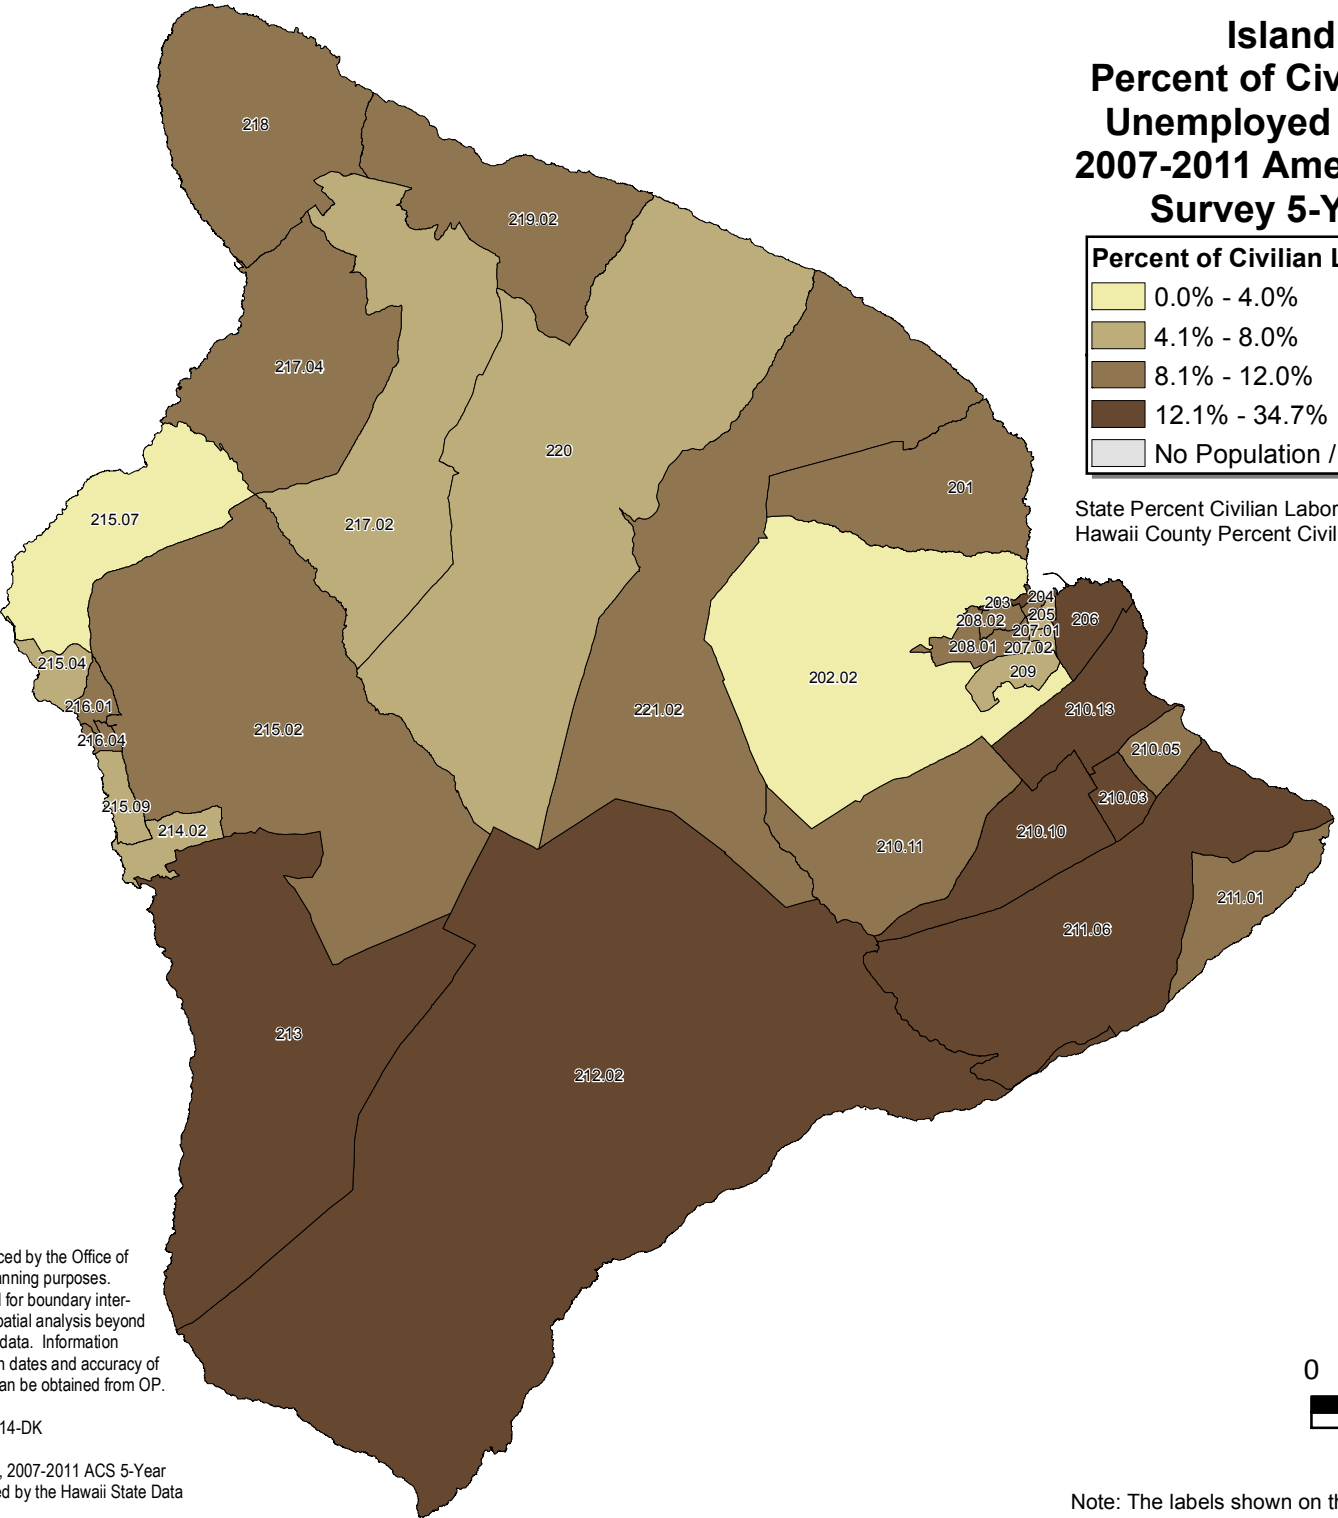 Island
Percent of Civ
Unemployed
2007-2011 Ame
Survey 5-Y
Percent of Civilian L
0.0% - 4.0%
4.1% - 8.0%
8.1% - 12.0%
12.1% - 34.7%
No Population /
State Percent Civilian Labor
Hawaii County Percent Civil
218
219.02
217.04
220
201
215.07
217.02
203
204
205
208.02
206
207.01
208.01
207.02
209
215.04
202.02
216.01
221.02
210.13
215.02
216.04
210.05
210.03
215.09
214.02
210.10
210.11
211.01
211.06
213
212.02
ced by the Office of
nning purposes.
l for boundary inter-
patial analysis beyond
data. Information
n dates and accuracy of
an be obtained from OP.
14-DK
, 2007-2011 ACS 5-Year
ed by the Hawaii State Data
0
Note: The labels shown on th